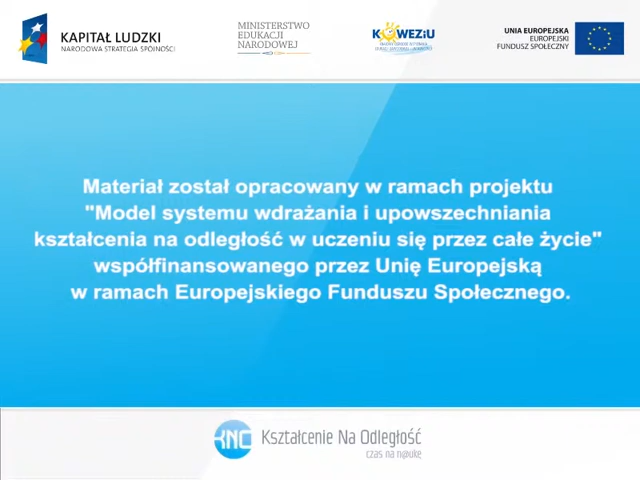 KAPITAŁ LUDZKI
NARODOWA STRATEGIA SPÓJNOŚCI
MINISTERSTWO
EDUKACJI
NARODOWEJ
KOWEZiU
UNIA EUROPEJSKA
EUROPEJSKI
FUNDUSZ SPOŁECZNY
Materiał został opracowany w ramach projektu
"Model systemu wdrażania i upowszechniania
kształcenia na odległość w uczeniu się przez całe życie"
współfinansowanego przez Unię Europejską
w ramach Europejskiego Funduszu Społecznego.
KNO Kształcenie Na Odległość
czas na n@ukę